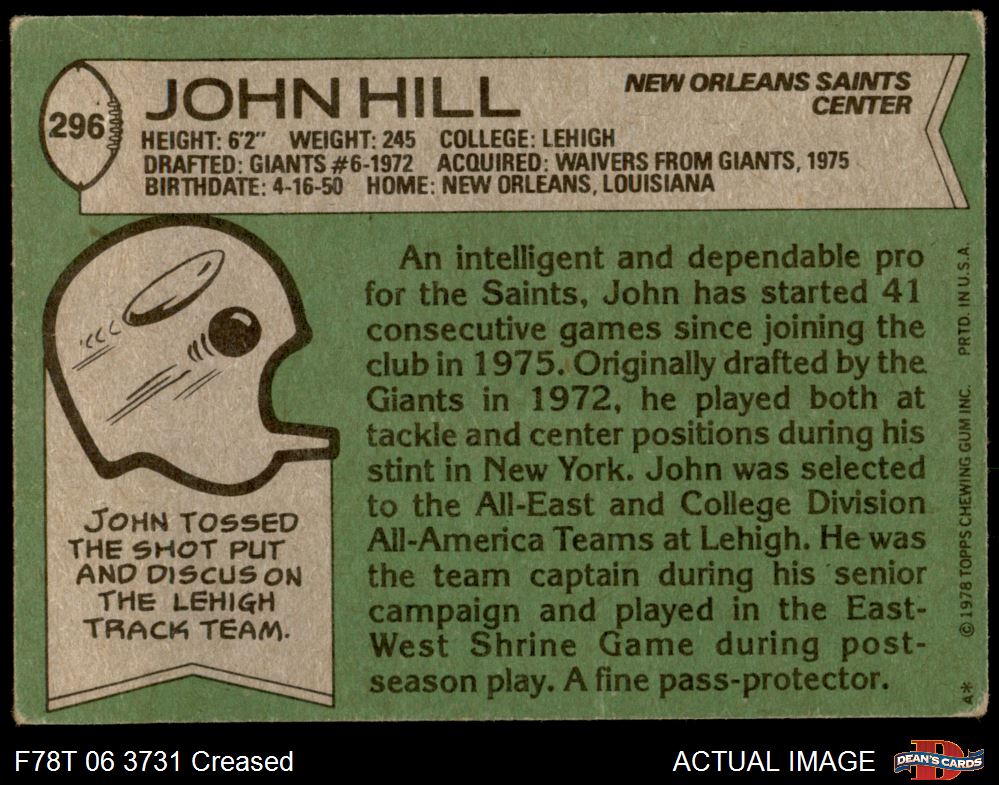 296
JOHN HILL
NEW ORLEANS SAINTS
CENTER
HEIGHT: 6'2" WEIGHT: 245 COLLEGE: LEHIGH
DRAFTED: GIANTS #6-1972 ACQUIRED: WAIVERS FROM GIANTS, 1975
BIRTHDATE: 4-16-50 HOME: NEW ORLEANS, LOUISIANA
An intelligent and dependable pro
for the Saints, John has started 41
consecutive games since joining the
club in 1975. Originally drafted by the
Giants in 1972, he played both at
tackle and center positions during his
stint in New York. John was selected
to the All-East and College Division
All-America Teams at Lehigh. He was
the team captain during his senior
campaign and played in the East-
West Shrine Game during post-
season play. A fine pass-protector.
JOHN TOSSED
THE SHOT PUT
AND DISCUS ON
THE LEHIGH
TRACK TEAM.
A* © 1978 TOPPS CHEWING GUM INC. PRTD. IN U.S.A.
F78T 06 3731 Creased
ACTUAL IMAGE
D
DEAN'S CARDS